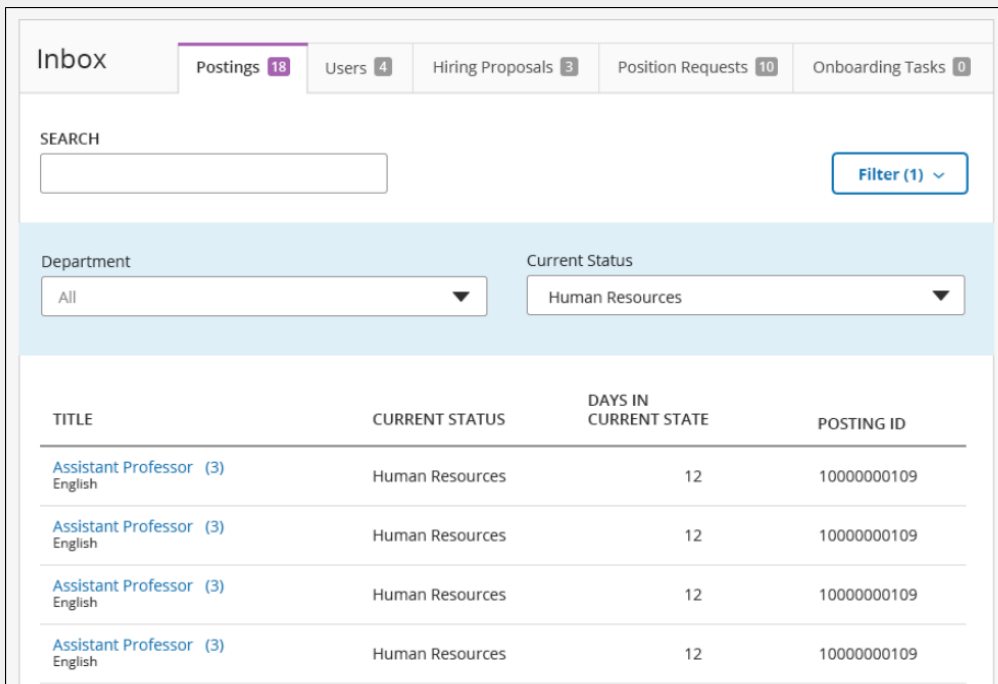 Inbox
Postings 18
Users 4
Hiring Proposals 3
Position Requests 10
Onboarding Tasks 0
SEARCH
Filter (1)
Department
Current Status
All
Human Resources
TITLE
CURRENT STATUS
DAYS IN
CURRENT STATE
POSTING ID
Assistant Professor (3)
English
Human Resources
12
10000000109
Assistant Professor (3)
English
Human Resources
12
10000000109
Assistant Professor (3)
English
Human Resources
12
10000000109
Assistant Professor (3)
English
Human Resources
12
10000000109